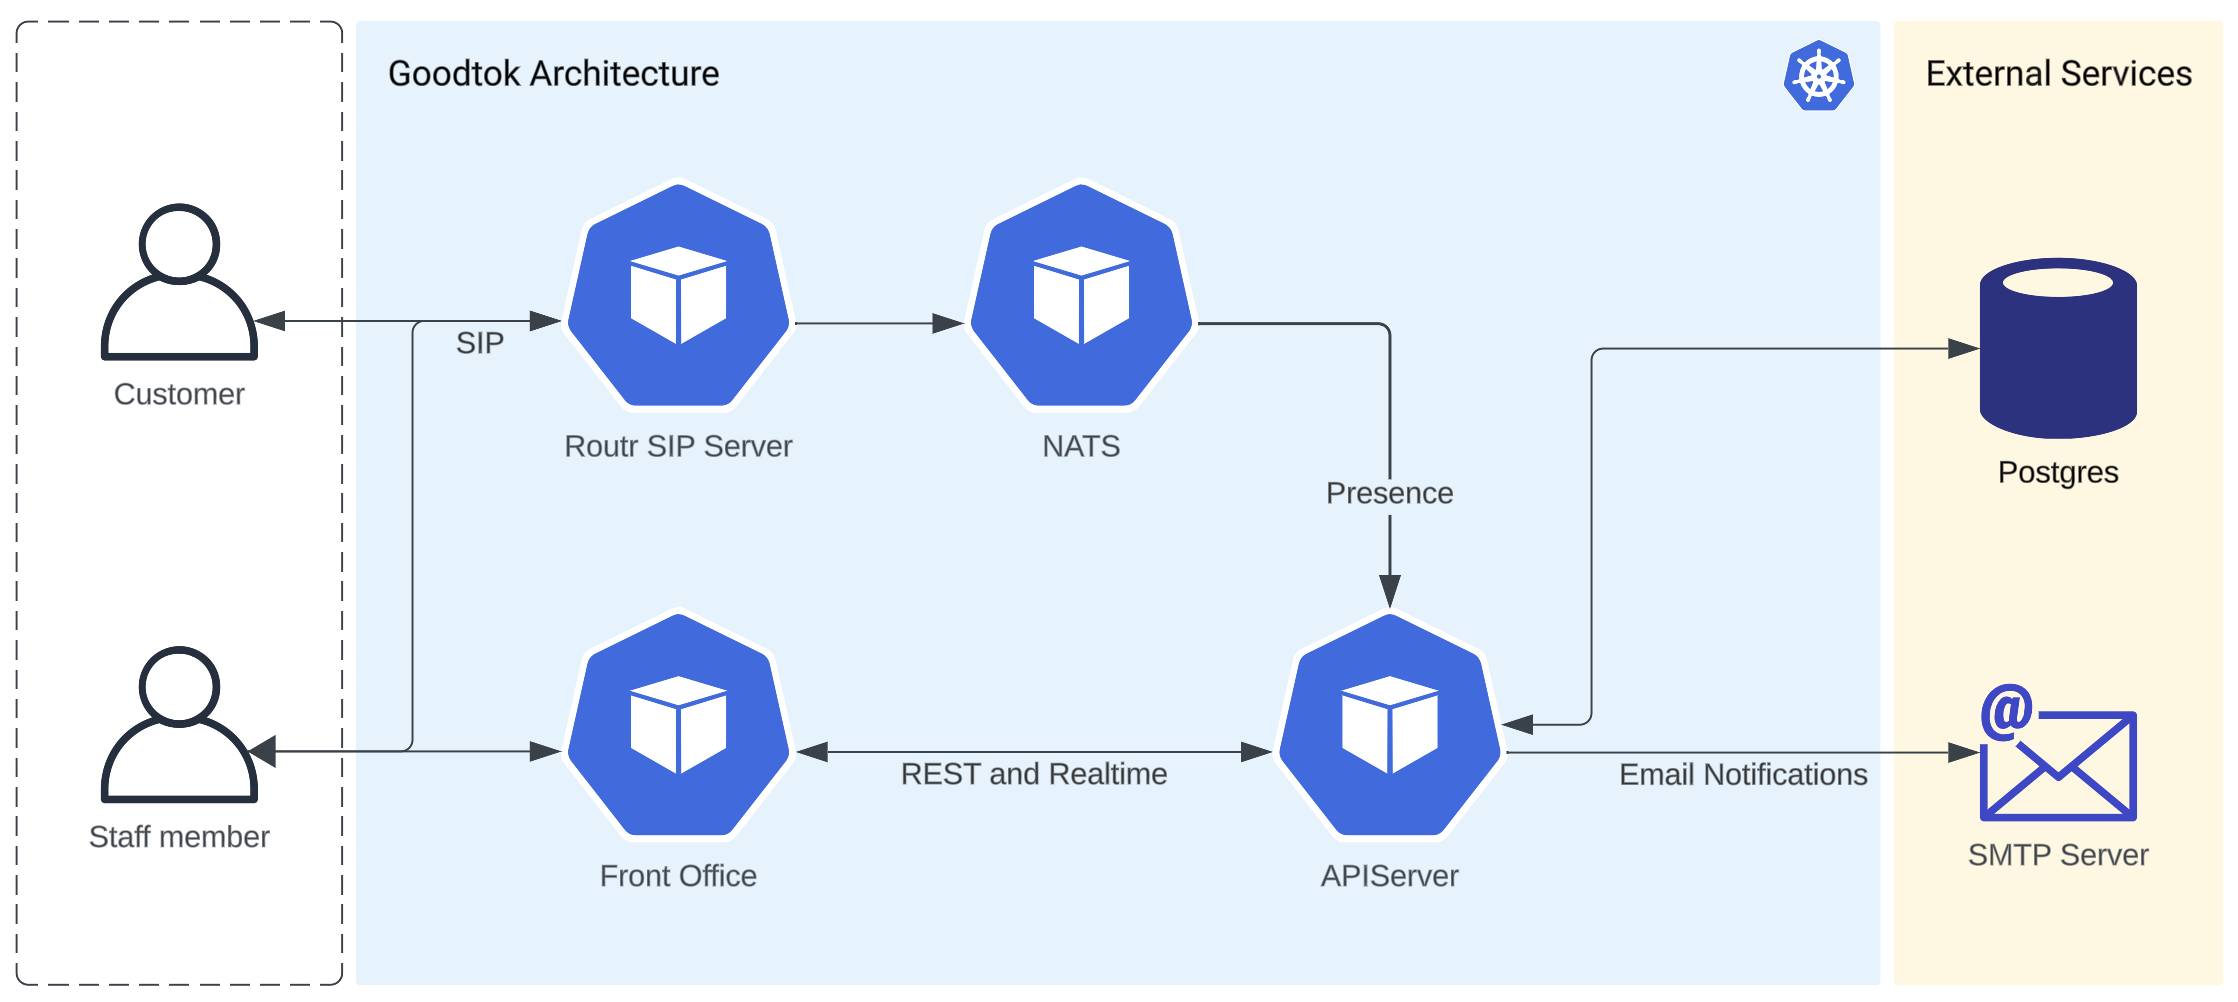 Goodtok Architecture
External Services
SIP
Customer
Routr SIP Server
NATS
Postgres
Presence
REST and Realtime
Email Notifications
@
Staff member
Front Office
APIServer
SMTP Server